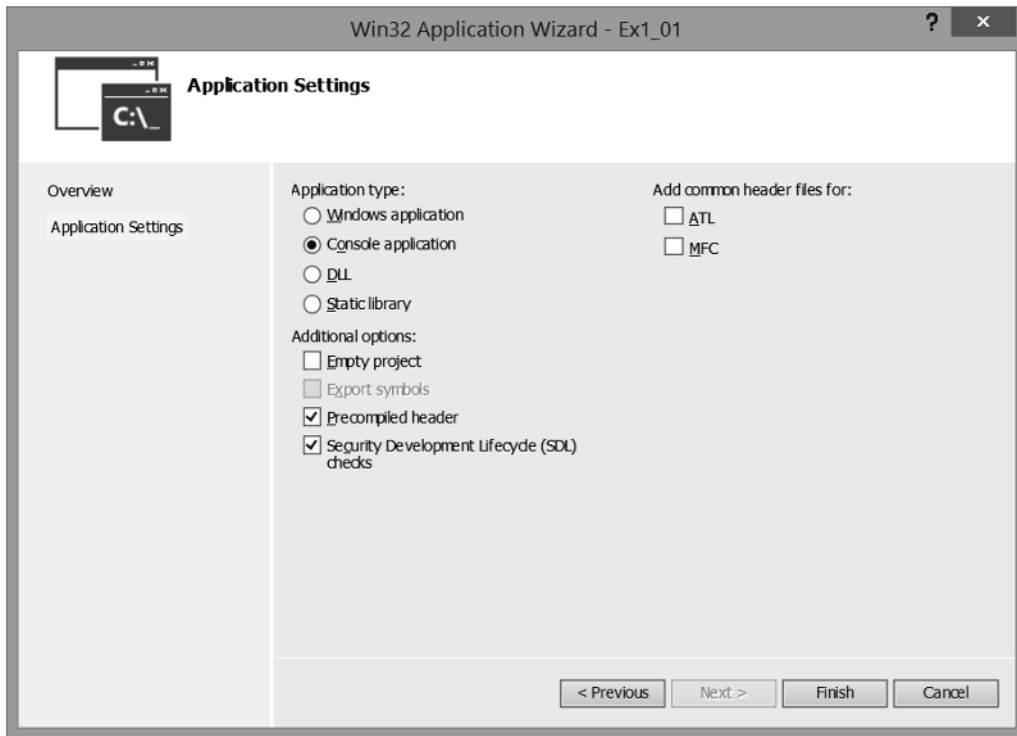 Win32 Application Wizard - Ex1_01
?
C:\_
Application Settings
Overview
Application Settings
Application type:
Windows application
Console application
DLL
Static library
Additional options:
Empty project
Export symbols
Precompiled header
Security Development Lifecycle (SDL)
checks
Add common header files for:
ATL
MFC
< Previous
Next >
Finish
Cancel